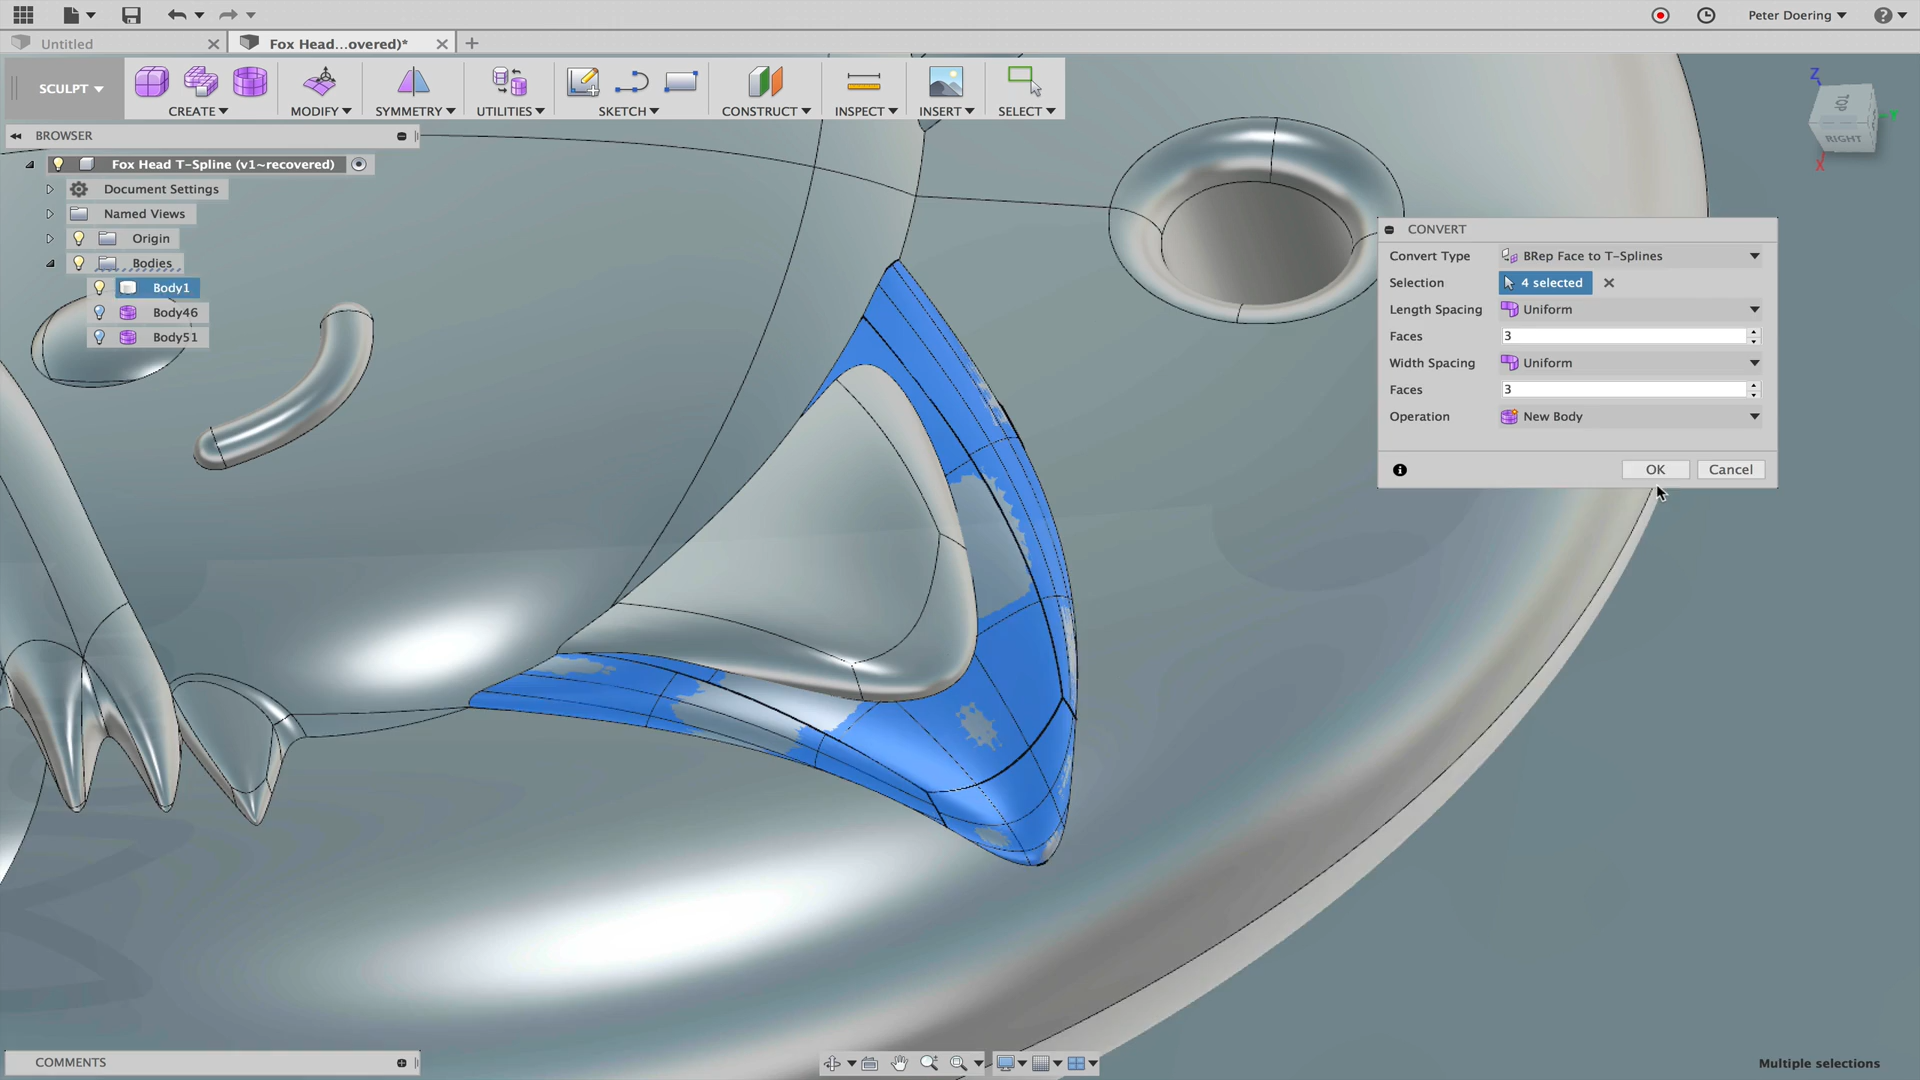 Peter Doering
Untitled
Fox Head...overed)*
SCULPT
CREATE
MODIFY
SYMMETRY
UTILITIES
SKETCH
CONSTRUCT
INSPECT
INSERT
SELECT
BROWSER
Fox Head T-Spline (v1~recovered)
Document Settings
Named Views
Origin
Bodies
Body1
Body46
Body51
Z
TOP
RIGHT
Y
X
CONVERT
Convert Type BRep Face to T-Splines
Selection 4 selected
Length Spacing Uniform
Faces 3
Width Spacing Uniform
Faces 3
Operation New Body
OK Cancel
COMMENTS
Multiple selections